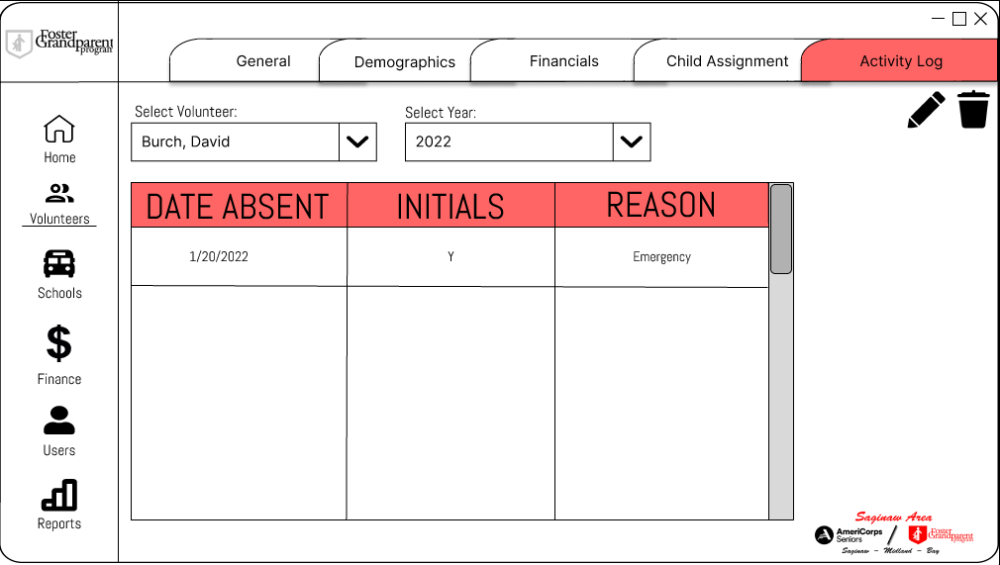 Foster
Grandparent
program
General
Demographics
Financials
Child Assignment
Activity Log
Home
Volunteers
Schools
Finance
Users
Reports
Select Volunteer:
Select Year:
Burch, David
2022
DATE ABSENT
INITIALS
REASON
1/20/2022
Y
Emergency
Saginaw Area
AmeriCorps
Seniors
Foster
Grandparent
program
Saginaw - Midland - Bay